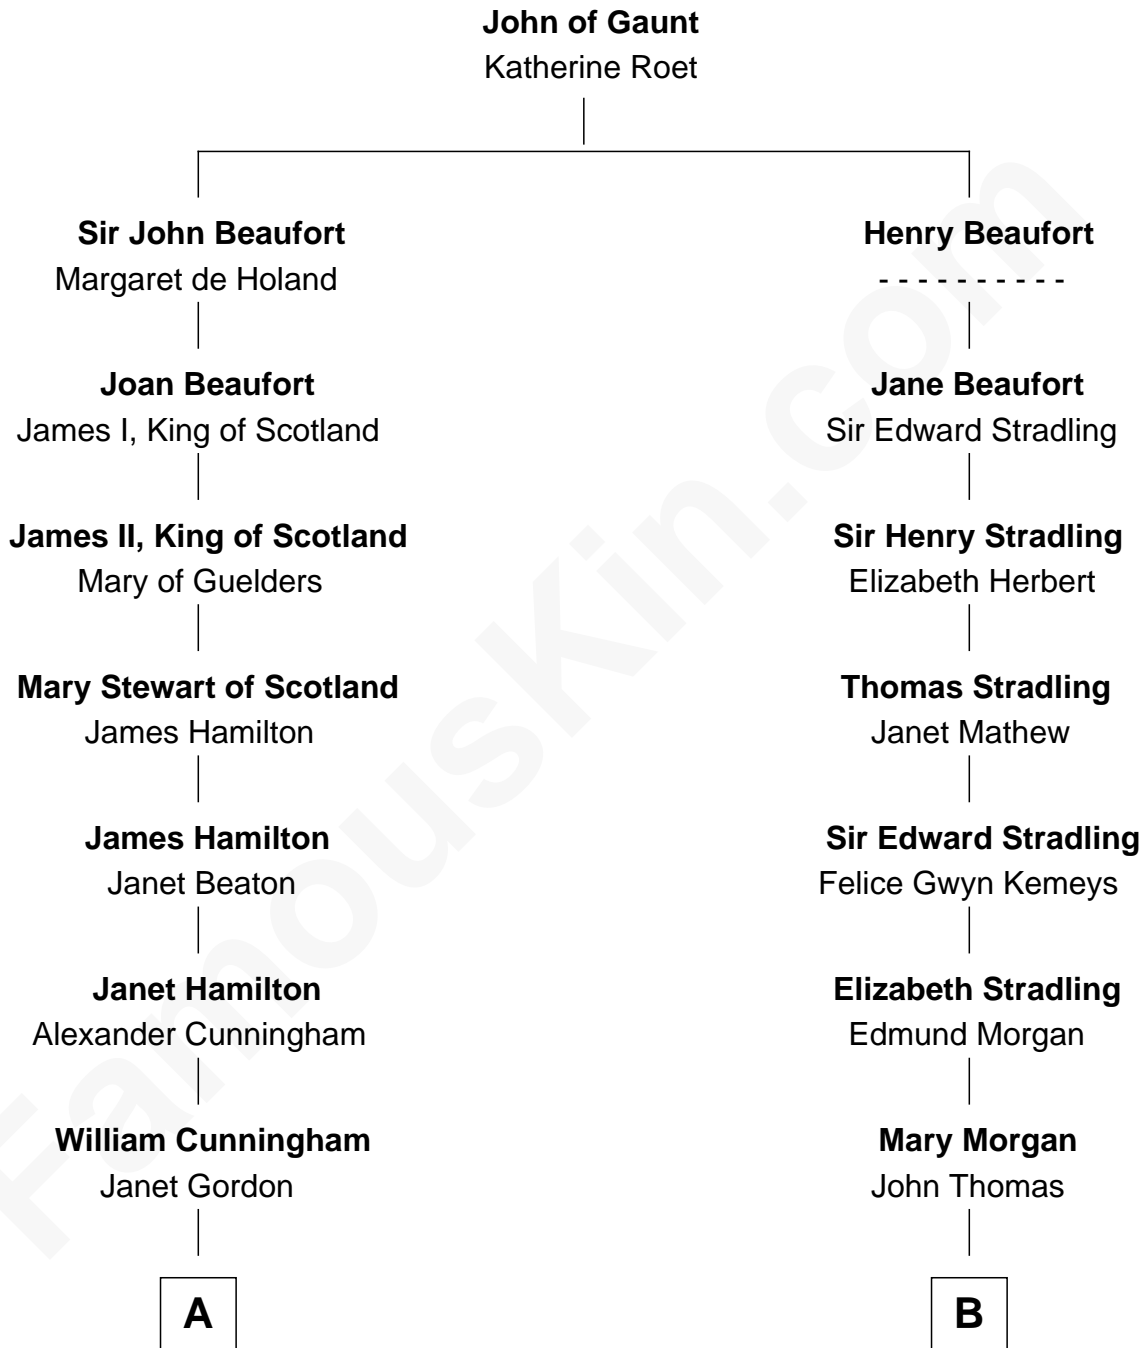 John of Gaunt
Katherine Roet
Sir John Beaufort
Margaret de Holand
Joan Beaufort
James I, King of Scotland
James II, King of Scotland
Mary of Guelders
Mary Stewart of Scotland
James Hamilton
James Hamilton
Janet Beaton
Janet Hamilton
Alexander Cunningham
William Cunningham
Janet Gordon
A
Henry Beaufort
- - - - - - - - - -
Jane Beaufort
Sir Edward Stradling
Sir Henry Stradling
Elizabeth Herbert
Thomas Stradling
Janet Mathew
Sir Edward Stradling
Felice Gwyn Kemeys
Elizabeth Stradling
Edmund Morgan
Mary Morgan
John Thomas
B
FamousKin.com